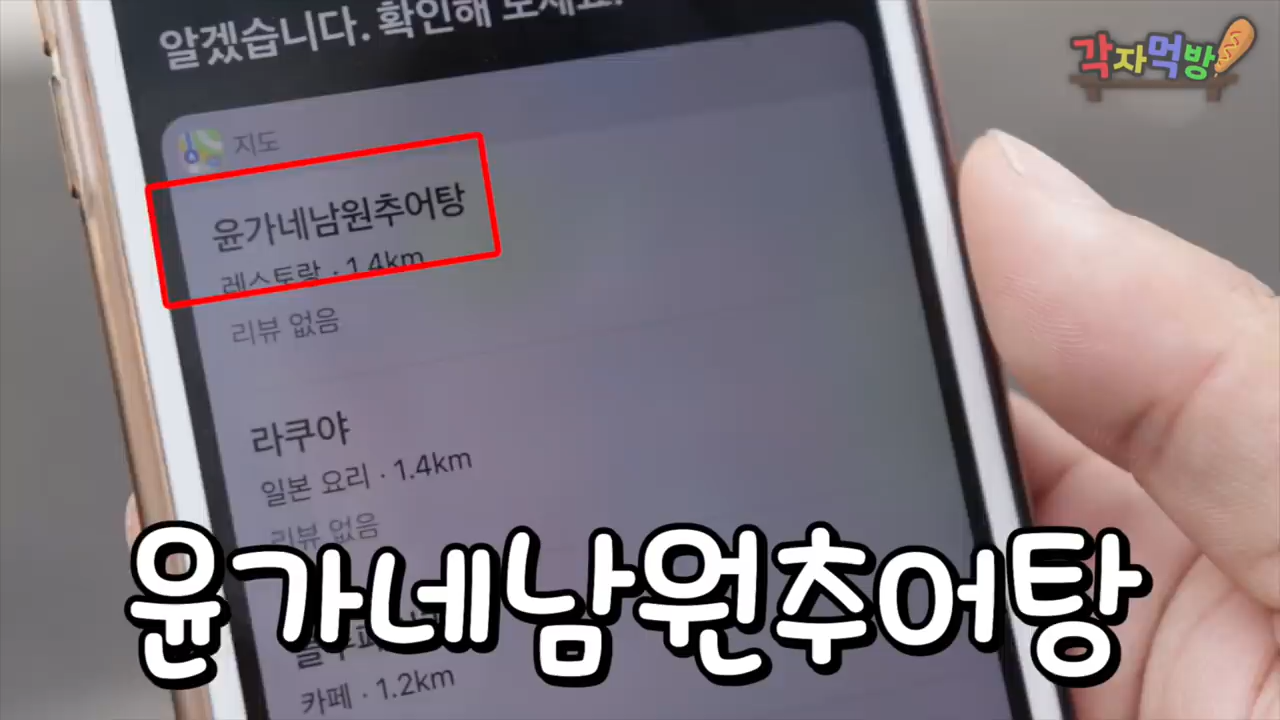 알겠습니다. 확인해 보세요.
각자먹방
지도
윤가네남원추어탕
레스토랑 · 1.4km
리뷰 없음
라쿠야
일본 요리 · 1.4km
리뷰 없음
카페 · 1.2km
윤가네남원추어탕